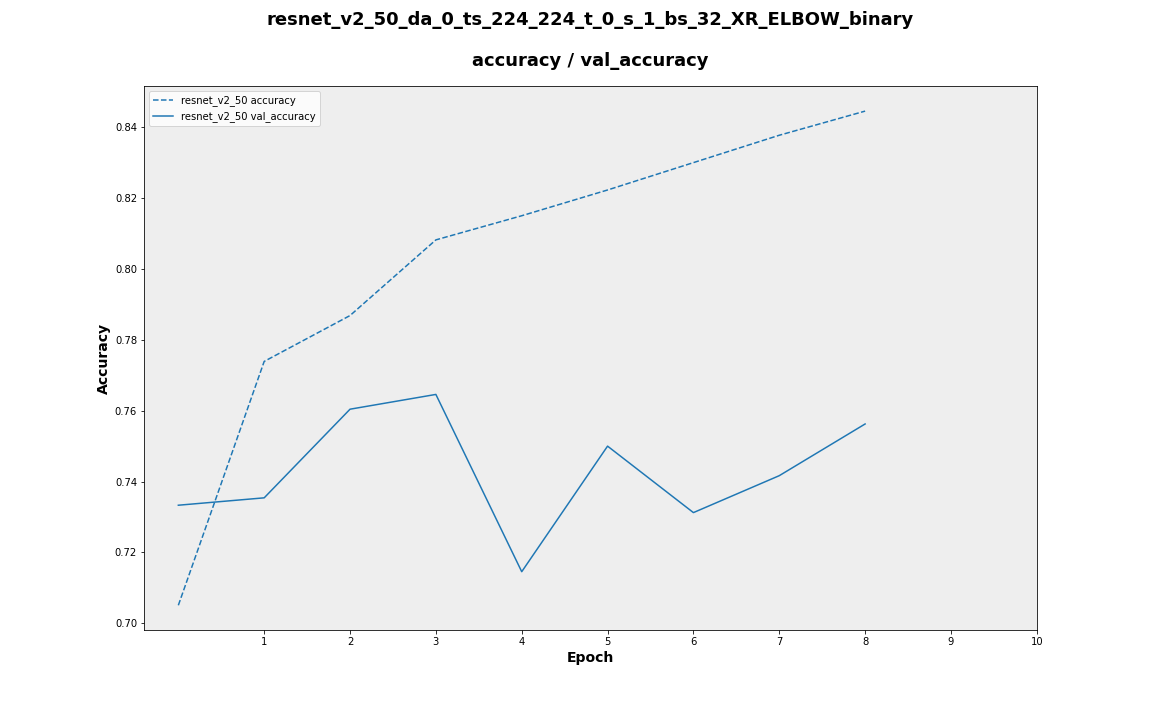 resnet_v2_50_da_0_ts_224_224_t_0_s_1_bs_32_XR_ELBOW_binary
accuracy / val_accuracy
resnet_v2_50 accuracy
resnet_v2_50 val_accuracy
Accuracy
0.84
0.82
0.80
0.78
0.76
0.74
0.72
0.70
1 2 3 4 5 6 7 8 9 10
Epoch